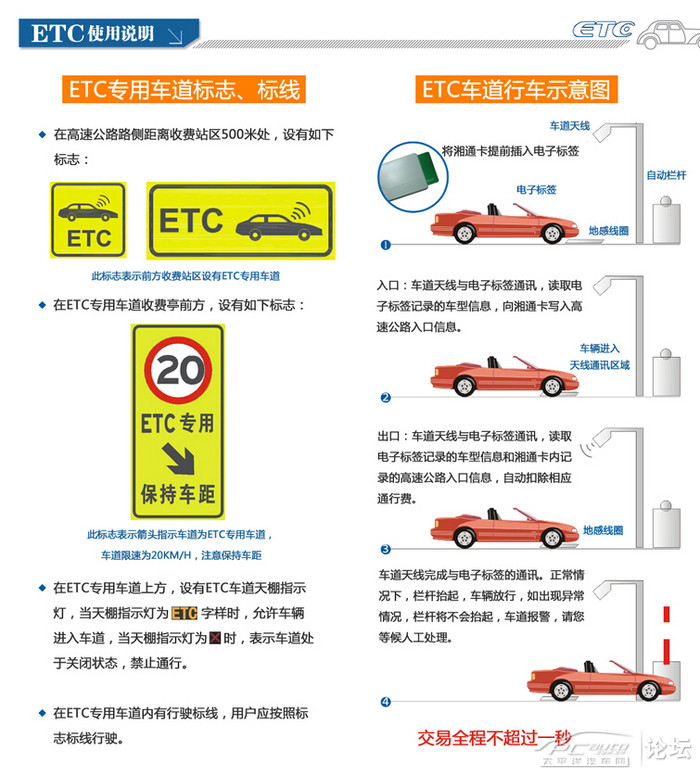 ETC使用说明
ETC
ETC专用车道标志、标线
在高速公路路侧距离收费站区500米处，设有如下
标志：
ETC
ETC
此标志表示前方收费站区设有ETC专用车道
在ETC专用车道收费亭前方，设有如下标志：
20
ETC专用
保持车距
此标志表示箭头指示车道为ETC专用车道，
车道限速为20KM/H，注意保持车距
在ETC专用车道上方，设有ETC车道天棚指示
灯，当天棚指示灯为 ETC 字样时，允许车辆
进入车道，当天棚指示灯为 时，表示车道处
于关闭状态，禁止通行。
在ETC专用车道内有行驶标线，用户应按照标
志标线行驶。
ETC车道行车示意图
车道天线
将湘通卡提前插入电子标签
自动栏杆
电子标签
地感线圈
1
入口：车道天线与电子标签通讯，读取电
子标签记录的车型信息，向湘通卡写入高
速公路入口信息。
车辆进入
天线通讯区域
2
出口：车道天线与电子标签通讯，读取
电子标签记录的车型信息和湘通卡内记
录的高速公路入口信息，自动扣除相应
通行费。
地感线圈
3
车道天线完成与电子标签的通讯。正常情
况下，栏杆抬起，车辆放行，如出现异常
情况，栏杆将不会抬起，车道报警，请您
等候人工处理。
4
交易全程不超过一秒
PCauto
太平洋汽车网
论坛